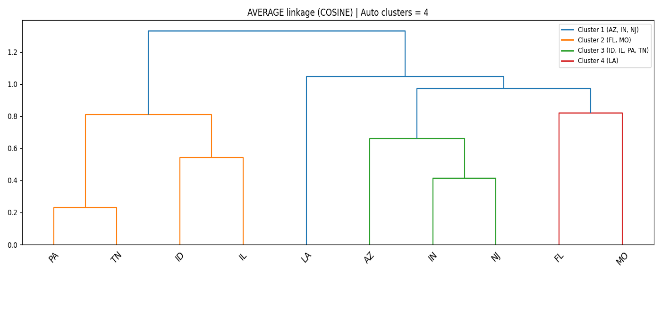 AVERAGE linkage (COSINE) | Auto clusters = 4
Cluster 1 (AZ, IN, NJ)
Cluster 2 (FL, MO)
Cluster 3 (ID, IL, PA, TN)
Cluster 4 (LA)
1.2
1.0
0.8
0.6
0.4
0.2
0.0
PA TN ID IL LA AZ IN NJ FL MO